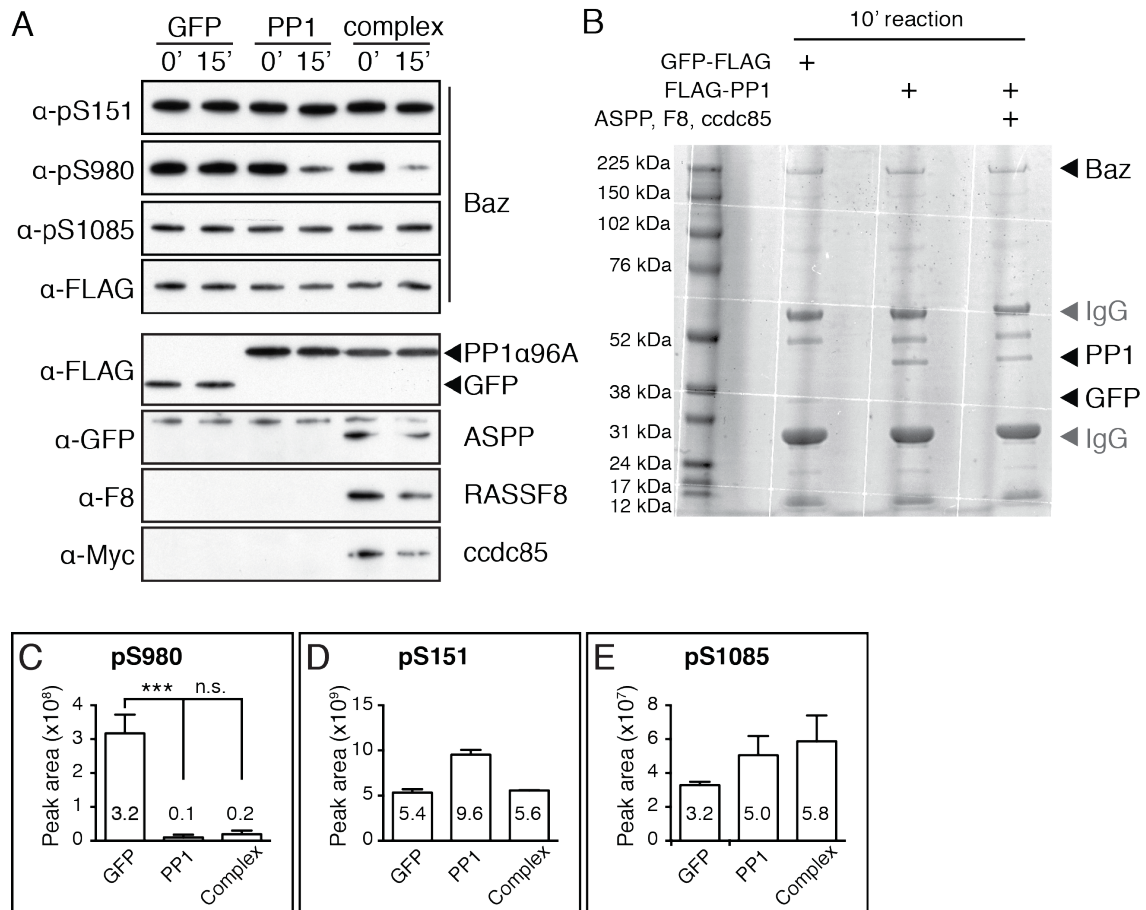 A
GFP PP1 complex
0’ 15’ 0’ 15’ 0’ 15’
α-pS151
α-pS980
α-pS1085
α-FLAG
Baz
α-FLAG
PP1α96A
GFP
α-GFP ASPP
α-F8 RASSF8
α-Myc ccdc85
B
10’ reaction
GFP-FLAG +
FLAG-PP1 + +
ASPP, F8, ccdc85 +
225 kDa
150 kDa
102 kDa
76 kDa
52 kDa
38 kDa
31 kDa
24 kDa
17 kDa
12 kDa
Baz
IgG
PP1
GFP
IgG
C pS980
Peak area (x10⁸)
4
3
2
1
0
*** n.s.
3.2 0.1 0.2
GFP PP1 Complex
D pS151
Peak area (x10⁹)
15
10
5
0
5.4 9.6 5.6
GFP PP1 Complex
E pS1085
Peak area (x10⁷)
8
6
4
2
0
3.2 5.0 5.8
GFP PP1 Complex